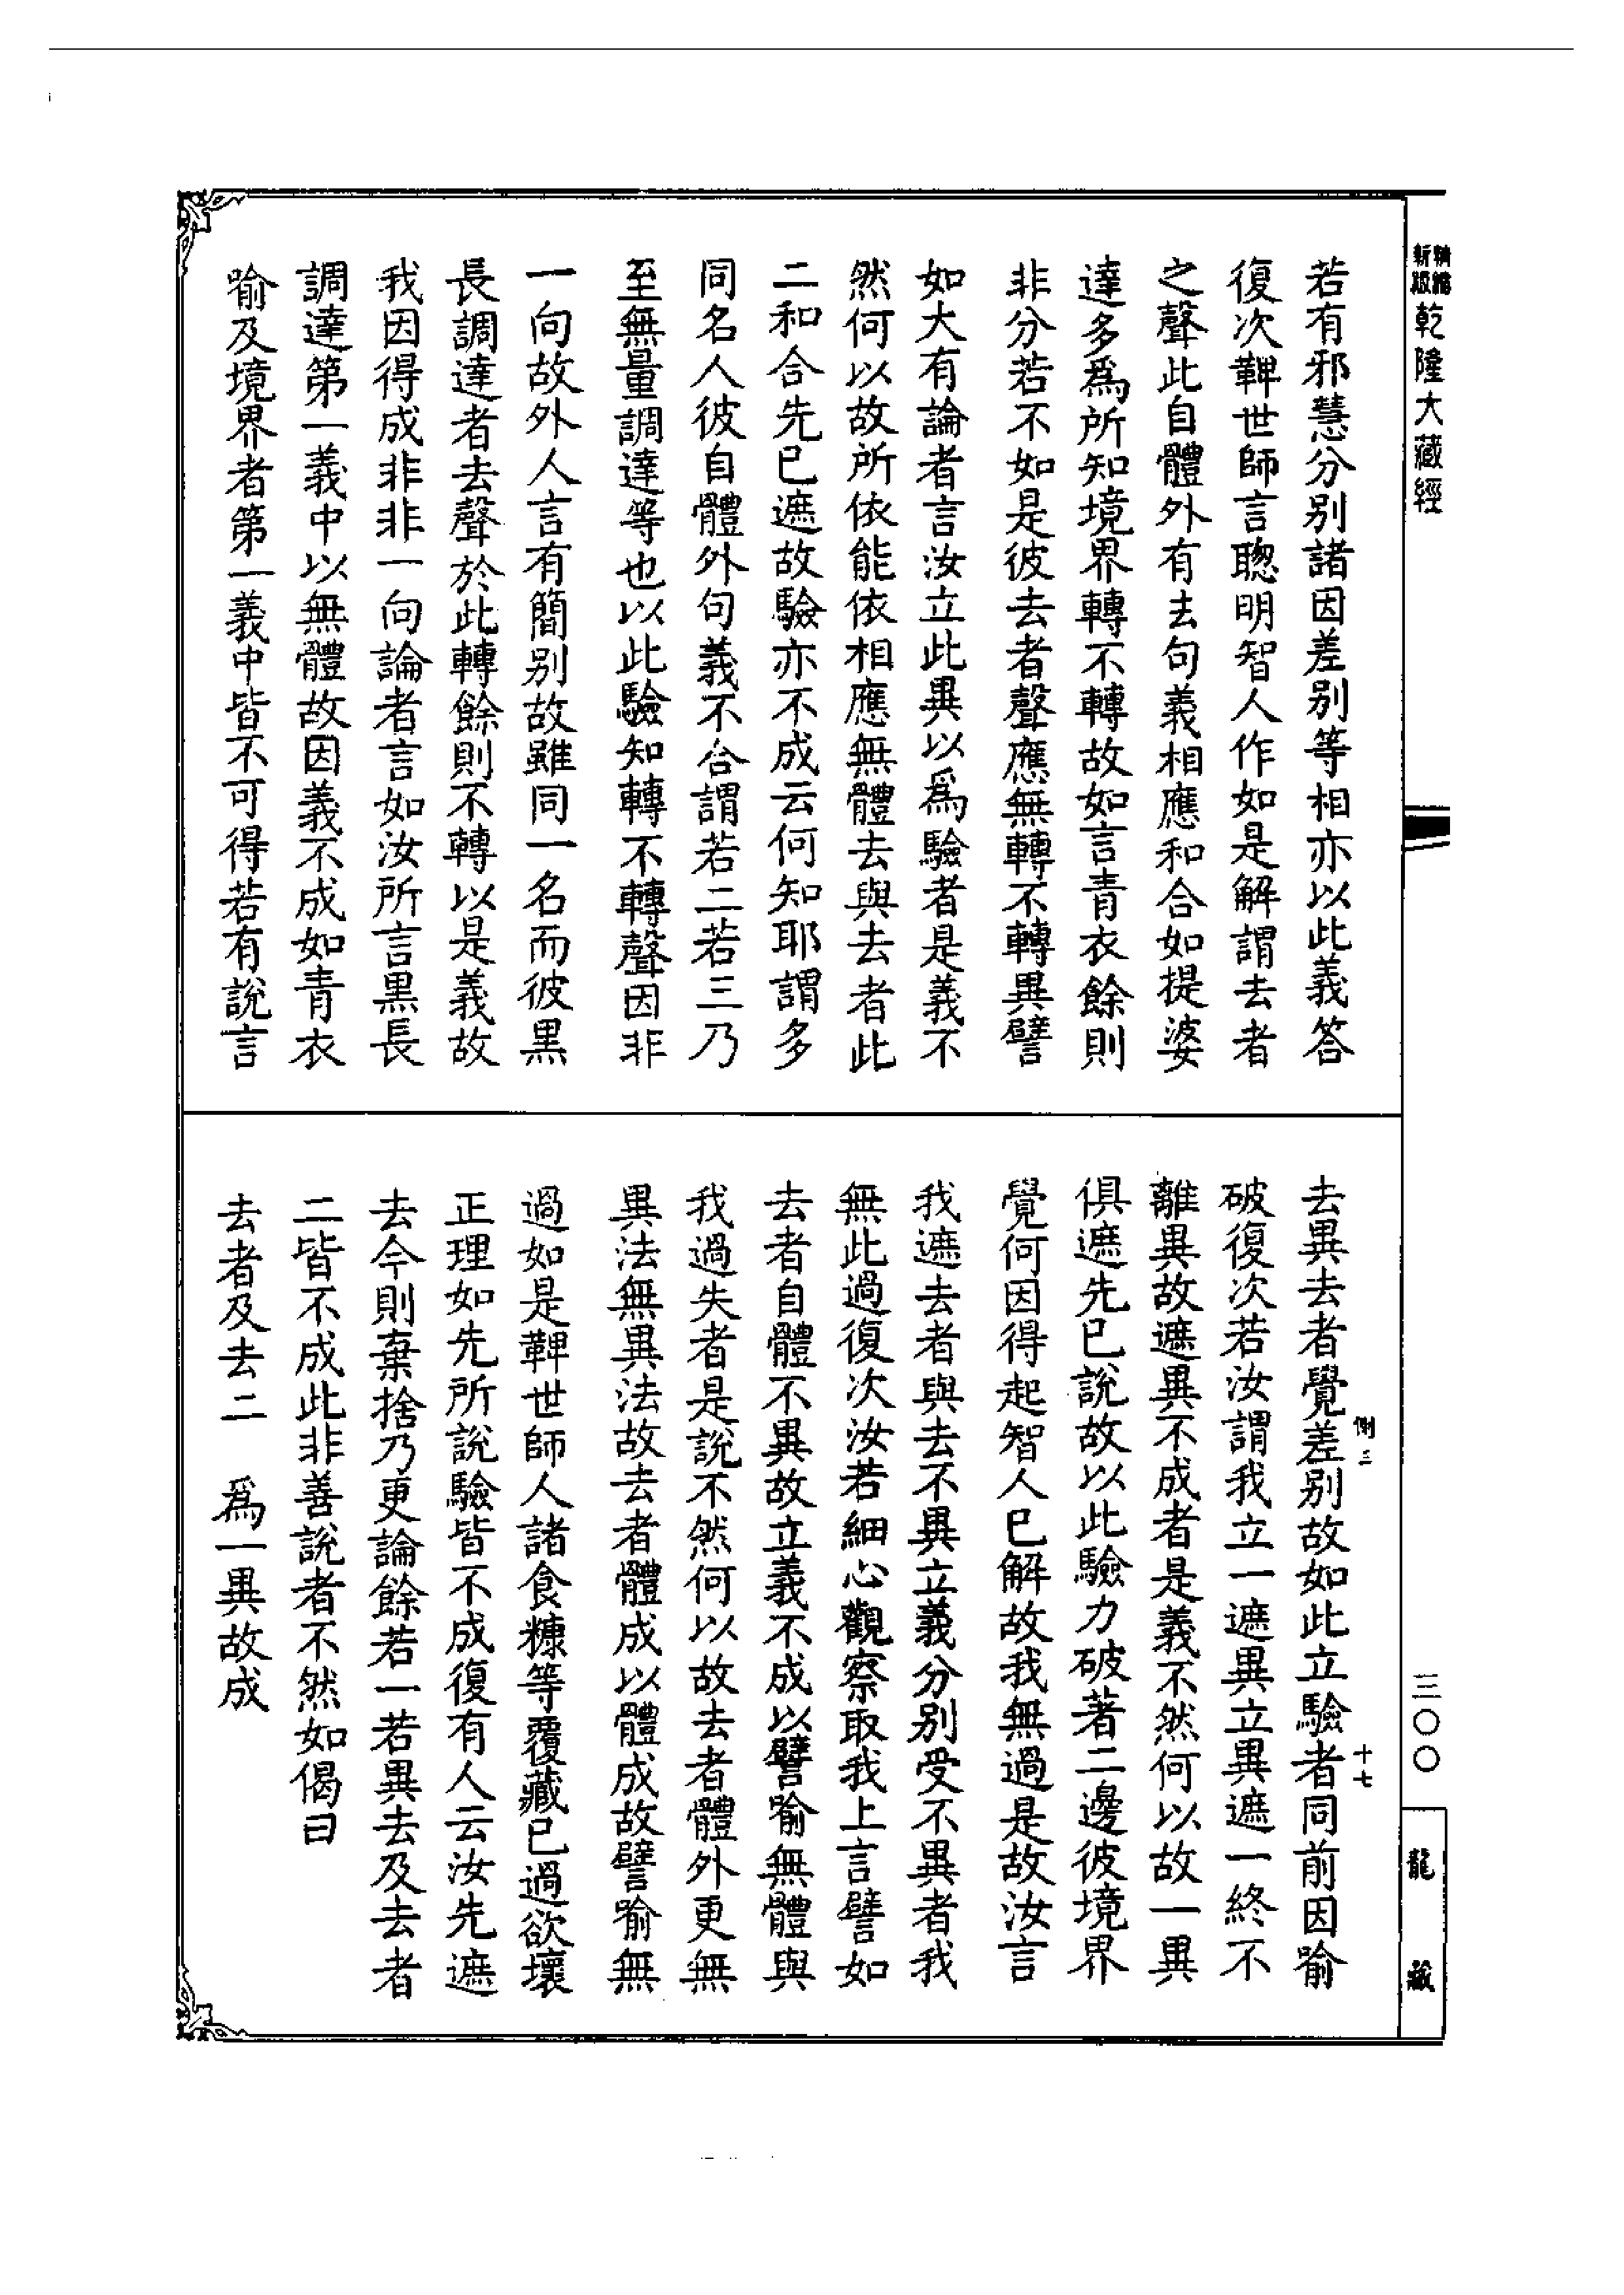 精縮新版乾隆大藏經
若有邪慧分別諸因差別等相亦以此義答
復次鞞世師言聰明智人作如是解謂去者
之聲此自體外有去句義相應和合如提婆
達多爲所知境界轉不轉故如言青衣餘則
非分若不如是彼去者聲應無轉不轉異譬
如大有論者言汝立此異以爲驗者是義不
然何以故所依能依相應無體去與去者此
二和合先已遮故驗亦不成云何知耶謂多
同名人彼自體外句義不合謂若二若三乃
至無量調達等也以此驗知轉不轉聲因非
一向故外人言有簡別故雖同一名而彼黑
長調達者去聲於此轉餘則不轉以是義故
我因得成非非一向論者言如汝所言黑長
調達第一義中以無體故因義不成如青衣
喻及境界者第一義中皆不可得若有說言
去異去者覺差別故如此立驗者同前因喻
破復次若汝謂我立一遮異立異遮一終不
離異故遮異不成者是義不然何以故一異
俱遮先已說故以此驗力破著二邊彼境界
覺何因得起智人已解故我無過是故汝言
我遮去者與去不異立義分別受不異者我
無此過復次汝若細心觀察取我上言譬如
去者自體不異故立義不成以譬喻無體與
我過失者是說不然何以故去者體外更無
異法無異法故去者體成以體成故譬喻無
過如是鞞世師人諸食糠等覆藏已過欲壞
正理如先所說驗皆不成復有人云汝先遮
去今則棄捨乃更論餘若一若異去及去者
二皆不成此非善說者不然如偈曰
去者及去二　爲一異故成
側三
十七
三〇〇
龍藏